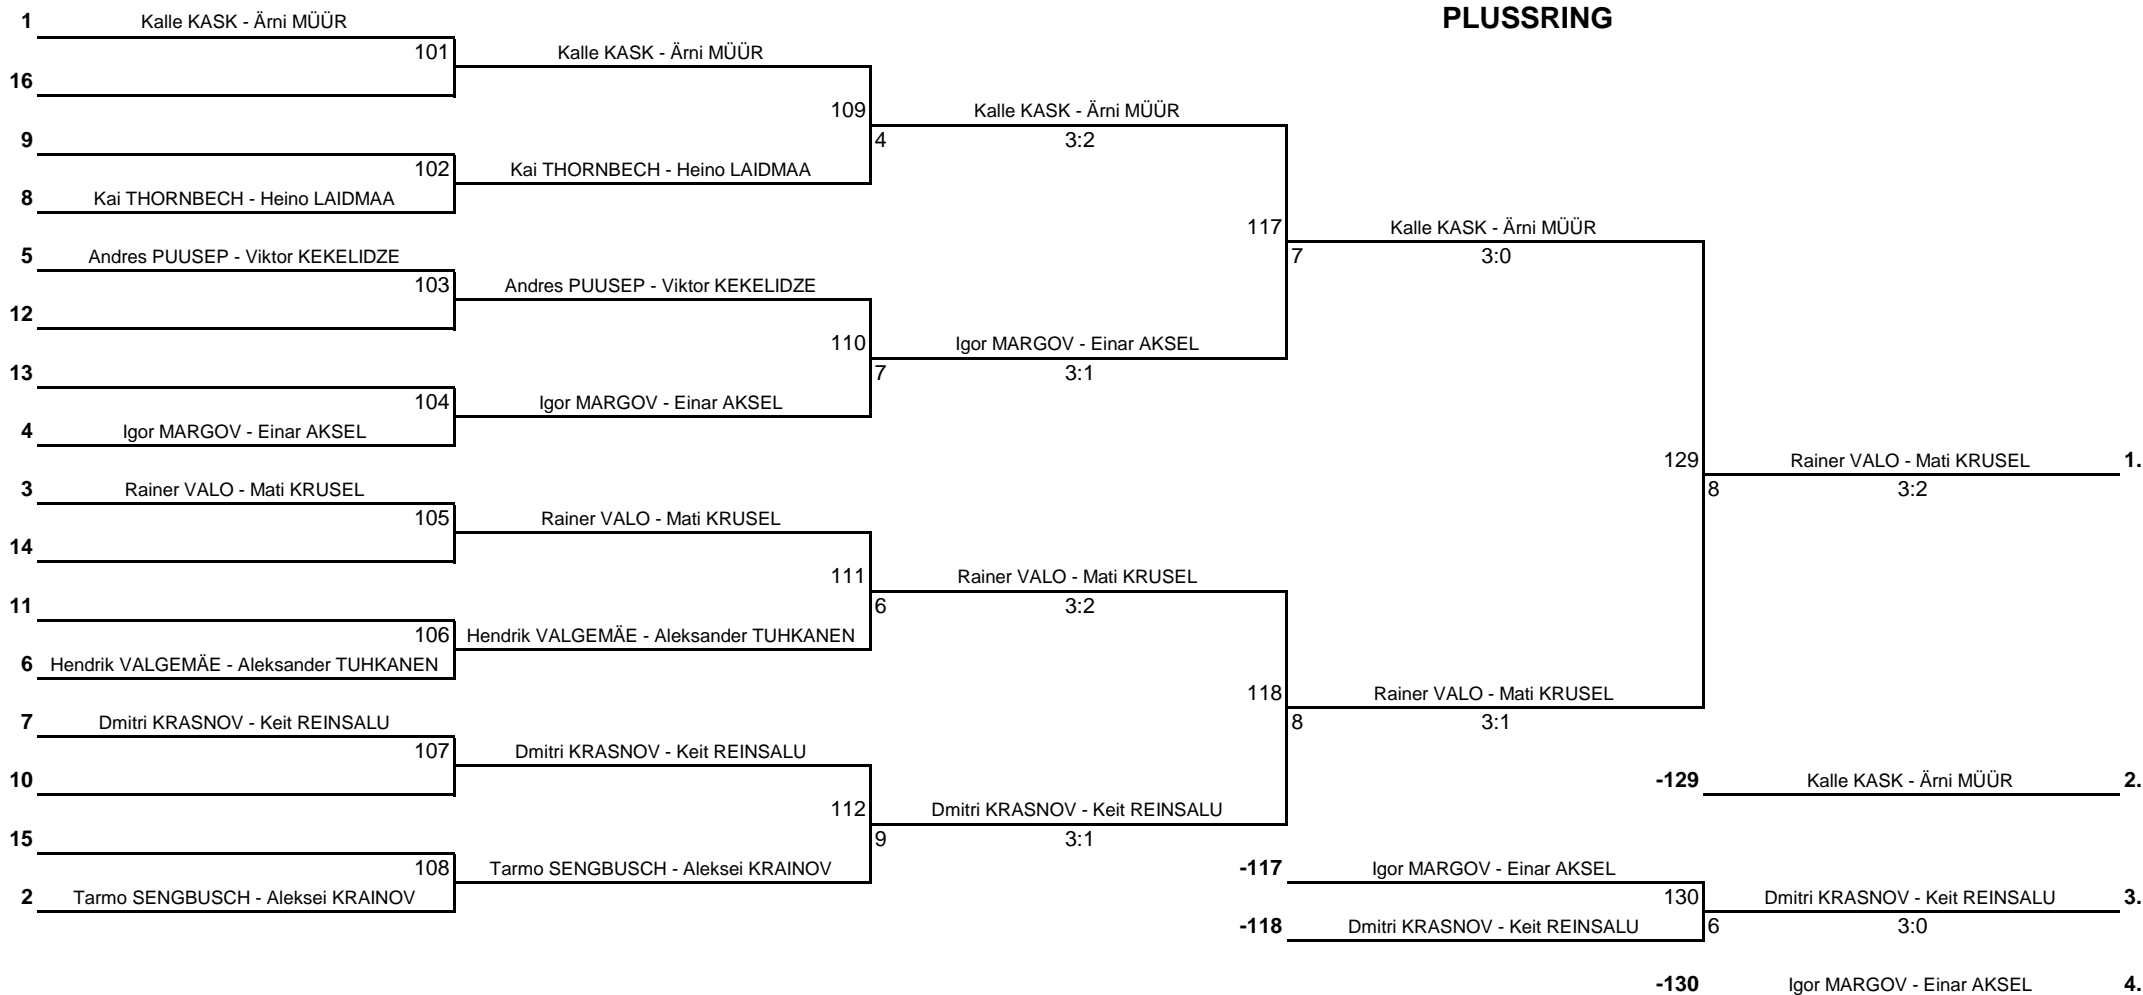 PLUSSRING
1 Kalle KASK - Ärni MÜÜR
101 Kalle KASK - Ärni MÜÜR
16
109 Kalle KASK - Ärni MÜÜR
9
4 3:2
102 Kai THORNBECH - Heino LAIDMAA
8 Kai THORNBECH - Heino LAIDMAA
117 Kalle KASK - Ärni MÜÜR
5 Andres PUUSEP - Viktor KEKELIDZE
7 3:0
103 Andres PUUSEP - Viktor KEKELIDZE
12
110 Igor MARGOV - Einar AKSEL
13
7 3:1
104 Igor MARGOV - Einar AKSEL
4 Igor MARGOV - Einar AKSEL
129 Rainer VALO - Mati KRUSEL 1.
3 Rainer VALO - Mati KRUSEL
8 3:2
105 Rainer VALO - Mati KRUSEL
14
111 Rainer VALO - Mati KRUSEL
11
6 3:2
106 Hendrik VALGEMÄE - Aleksander TUHKANEN
6 Hendrik VALGEMÄE - Aleksander TUHKANEN
118 Rainer VALO - Mati KRUSEL
7 Dmitri KRASNOV - Keit REINSALU
8 3:1
107 Dmitri KRASNOV - Keit REINSALU
10
-129 Kalle KASK - Ärni MÜÜR 2.
112 Dmitri KRASNOV - Keit REINSALU
15
9 3:1
108 Tarmo SENGBUSCH - Aleksei KRAINOV
-117 Igor MARGOV - Einar AKSEL
2 Tarmo SENGBUSCH - Aleksei KRAINOV
130 Dmitri KRASNOV - Keit REINSALU 3.
-118 Dmitri KRASNOV - Keit REINSALU
6 3:0
-130 Igor MARGOV - Einar AKSEL 4.